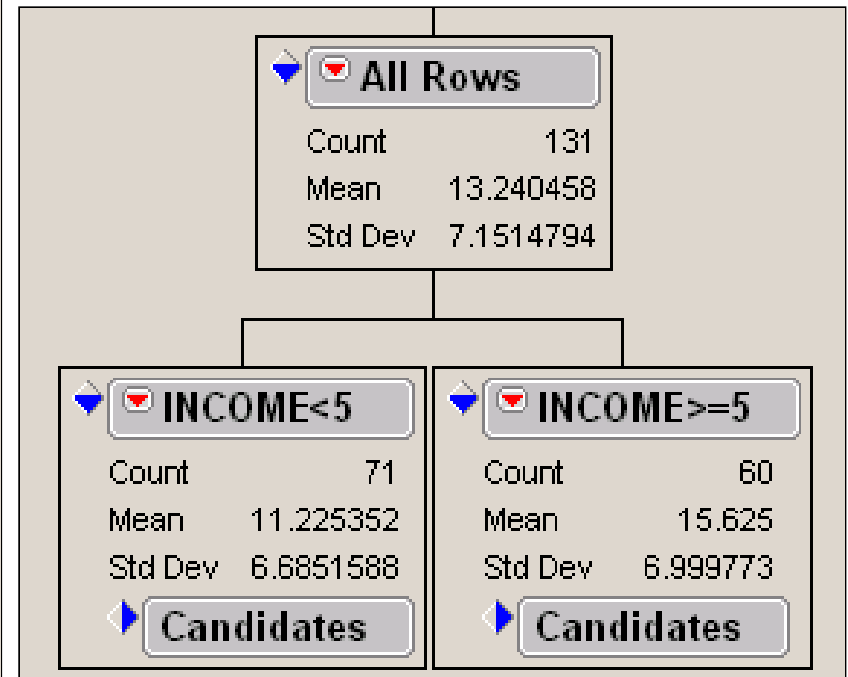 All Rows
Count 131
Mean 13.240458
Std Dev 7.1514794
INCOME<5
Count 71
Mean 11.225352
Std Dev 6.6851588
Candidates
INCOME>=5
Count 60
Mean 15.625
Std Dev 6.999773
Candidates